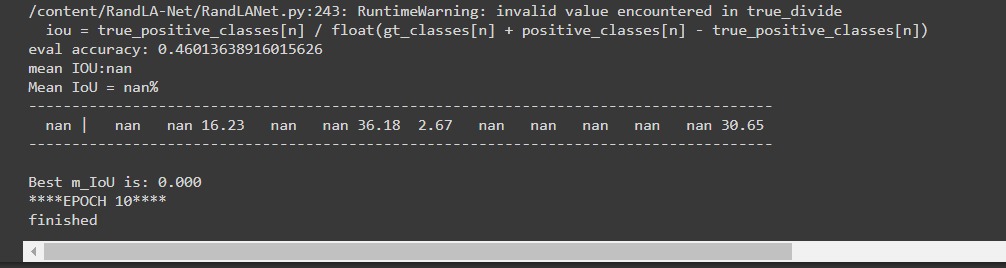 /content/RandLA-Net/RandLANet.py:243: RuntimeWarning: invalid value encountered in true_divide
  iou = true_positive_classes[n] / float(gt_classes[n] + positive_classes[n] - true_positive_classes[n])
eval accuracy: 0.46013638916015626
mean IOU:nan
Mean IoU = nan%
--------------------------------------------------------------------------------------
  nan |   nan   nan 16.23   nan   nan 36.18  2.67   nan   nan   nan   nan   nan 30.65
--------------------------------------------------------------------------------------
Best m_IoU is: 0.000
****EPOCH 10****
finished